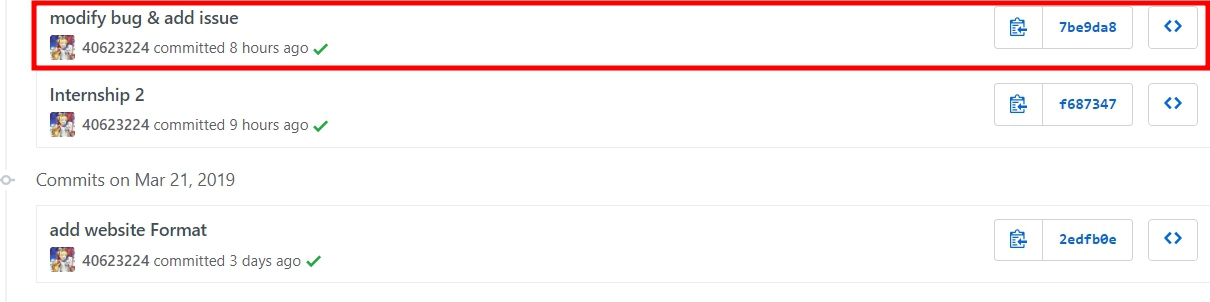 modify bug & add issue
40623224 committed 8 hours ago
7be9da8
Internship 2
40623224 committed 9 hours ago
f687347
Commits on Mar 21, 2019
add website Format
40623224 committed 3 days ago
2edfb0e